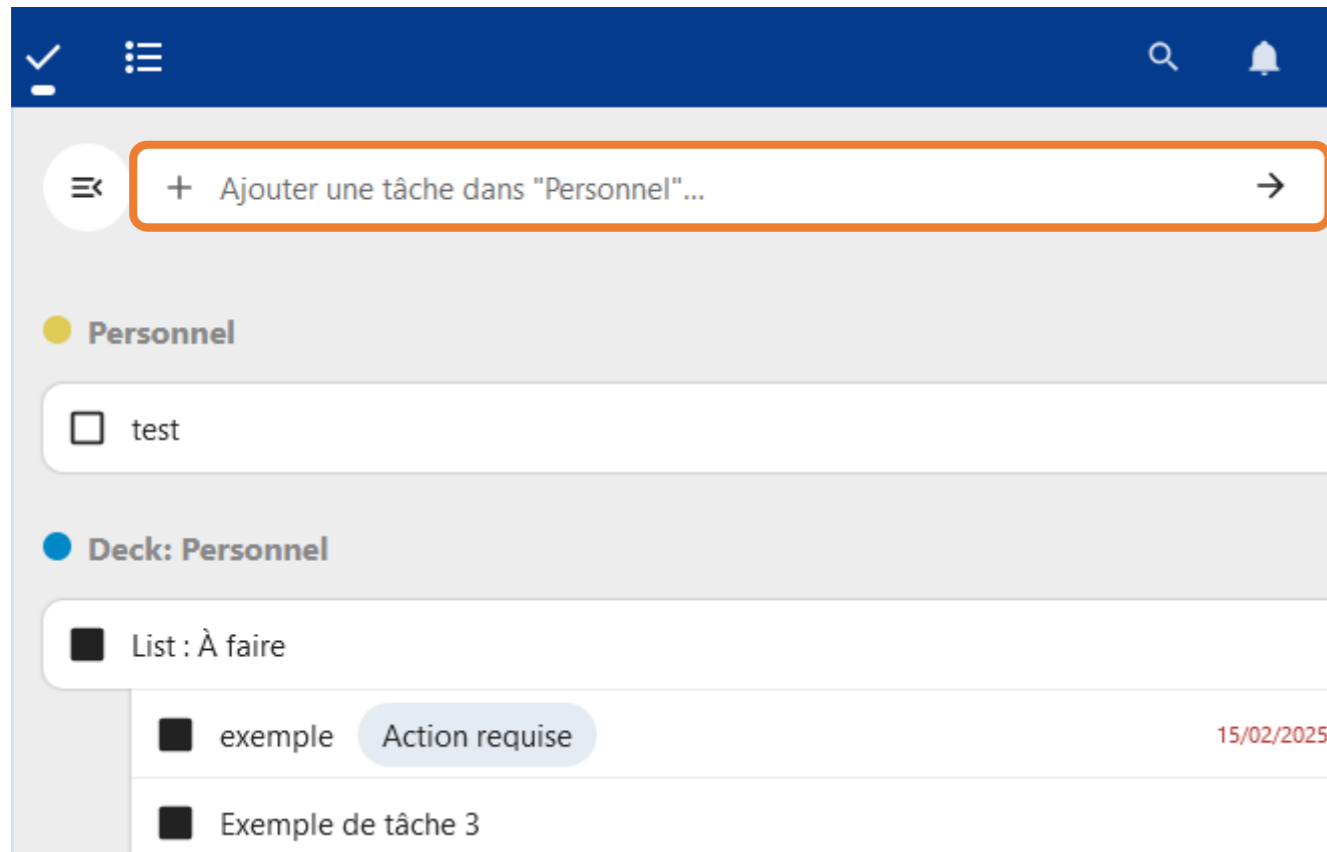 Ajouter une tâche dans "Personnel"...
Personnel
test
Deck: Personnel
List : À faire
exemple Action requise 15/02/2025
Exemple de tâche 3